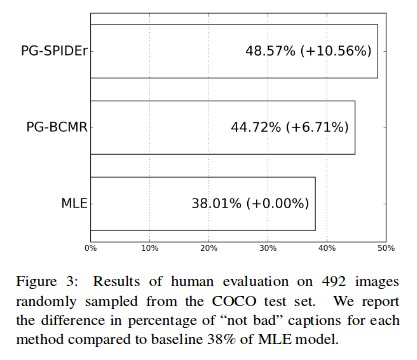 PG-SPIDEr
48.57% (+10.56%)
PG-BCMR
44.72% (+6.71%)
MLE
38.01% (+0.00%)
0% 10% 20% 30% 40% 50%
Figure 3: Results of human evaluation on 492 images
randomly sampled from the COCO test set. We report
the difference in percentage of “not bad” captions for each
method compared to baseline 38% of MLE model.